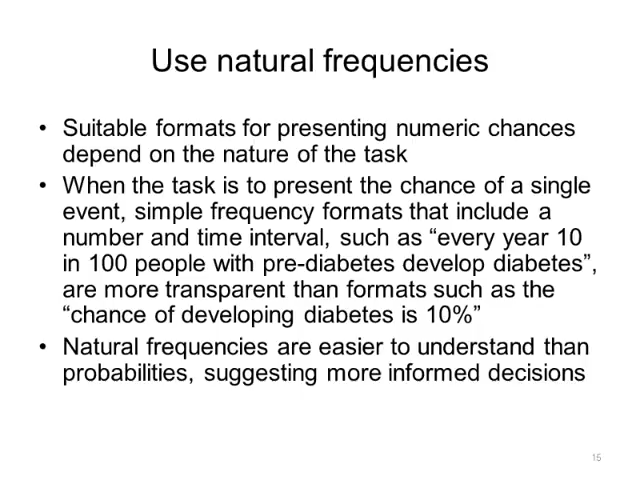 Use natural frequencies
• Suitable formats for presenting numeric chances
depend on the nature of the task
• When the task is to present the chance of a single
event, simple frequency formats that include a
number and time interval, such as “every year 10
in 100 people with pre-diabetes develop diabetes”,
are more transparent than formats such as the
“chance of developing diabetes is 10%”
• Natural frequencies are easier to understand than
probabilities, suggesting more informed decisions
15